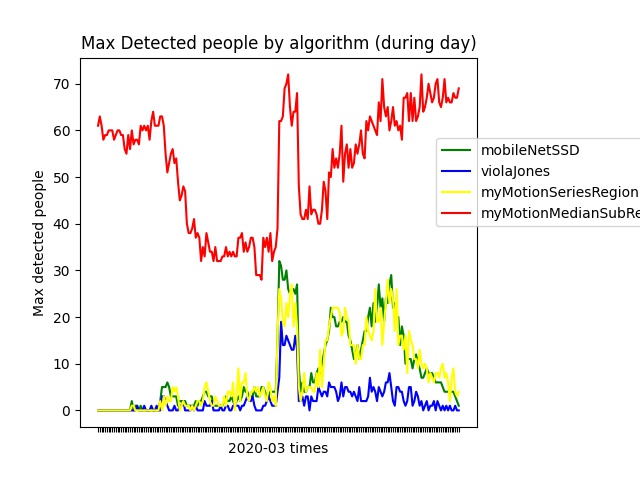 Max Detected people by algorithm (during day)
Max detected people
70
60
50
40
30
20
10
0
mobileNetSSD
violaJones
myMotionSeriesRegion
myMotionMedianSubRe
2020-03 times